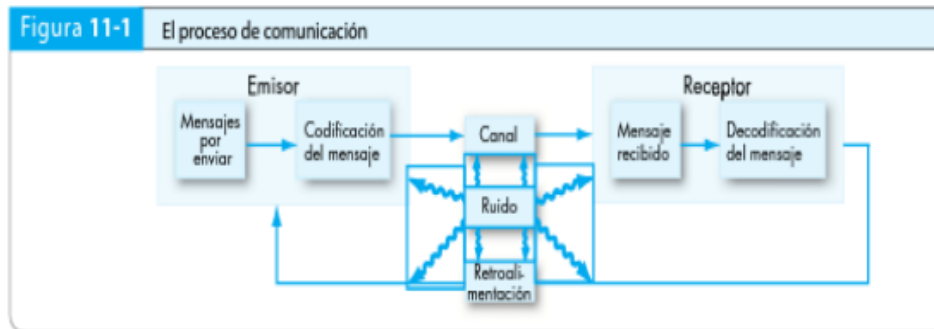 Figura 11-1 El proceso de comunicación
Emisor
Mensajes
por
enviar
Codificación
del mensaje
Canal
Ruido
Retroali-
mentación
Receptor
Mensaje
recibido
Decodificación
del mensaje